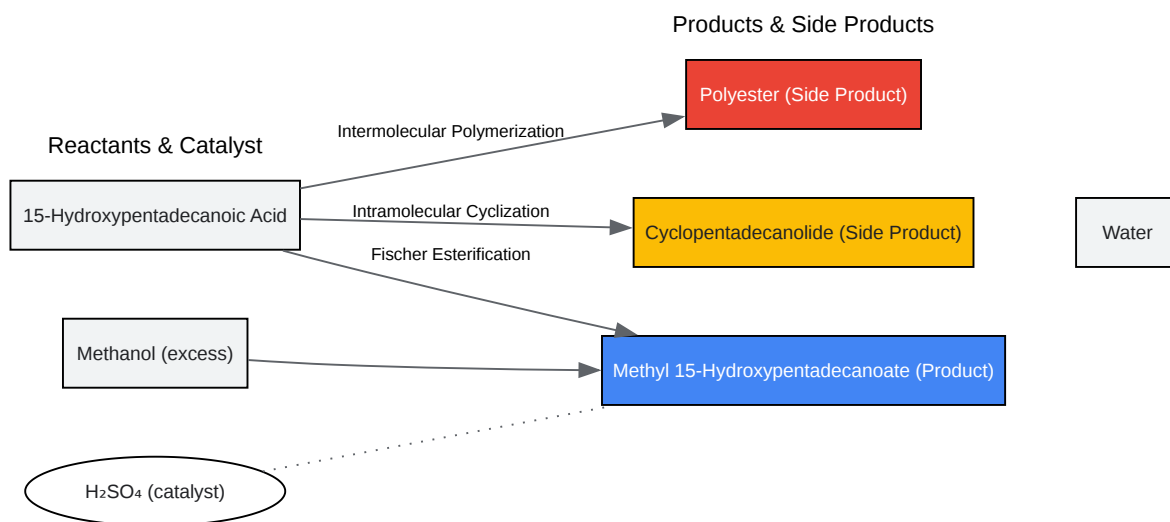 Products & Side Products
Polyester (Side Product)
Intermolecular Polymerization
Reactants & Catalyst
15-Hydroxypentadecanoic Acid
Intramolecular Cyclization
Cyclopentadecanolide (Side Product)
Water
Fischer Esterification
Methanol (excess)
Methyl 15-Hydroxypentadecanoate (Product)
H₂SO₄ (catalyst)